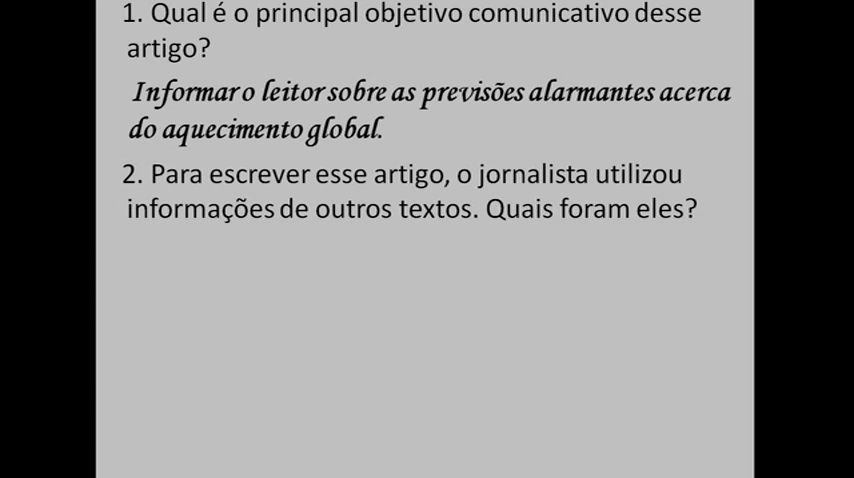 1. Qual é o principal objetivo comunicativo desse
artigo?
Informar o leitor sobre as previsões alarmantes acerca
do aquecimento global.
2. Para escrever esse artigo, o jornalista utilizou
informações de outros textos. Quais foram eles?